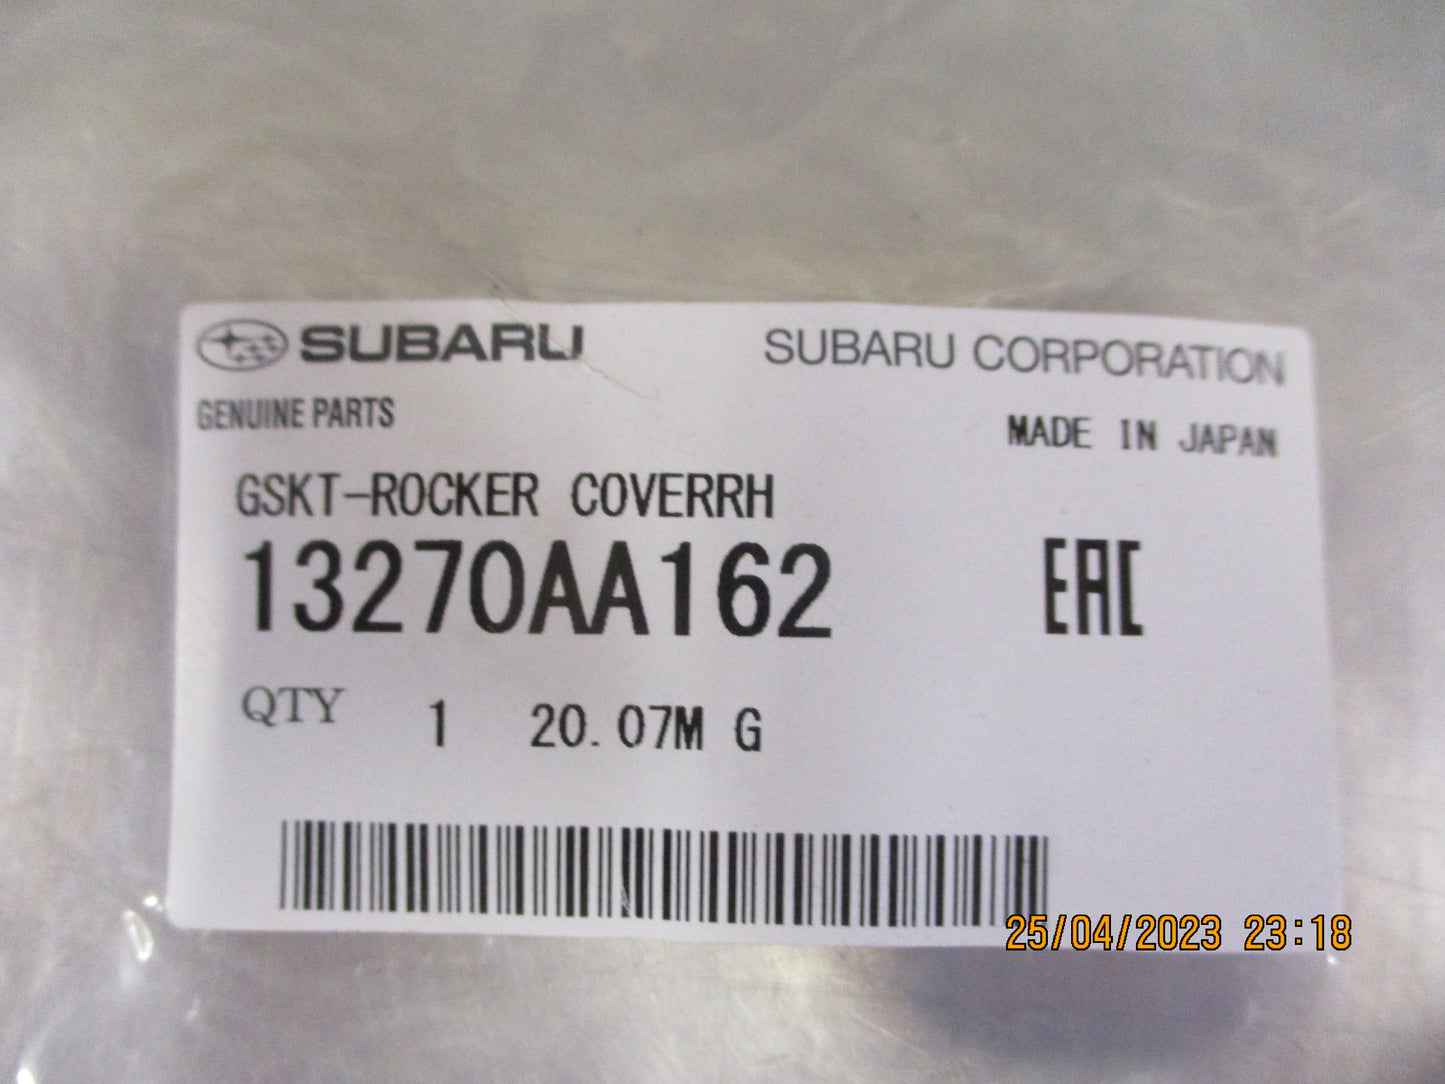 SUBARU
SUBARU CORPORATION
GENUINE PARTS
MADE IN JAPAN
GSKT-ROCKER COVERRH
13270AA162
EAC
QTY 1 20.07M G
25/04/2023 23:18